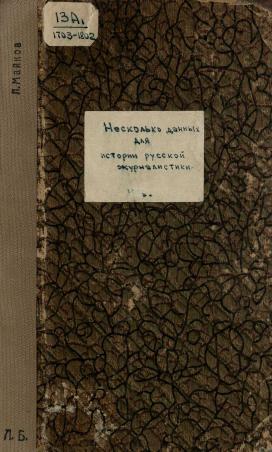 13А,
1703-1802
Л. Майков
Несколько данных
для
истории русской
журналистики.
Л. Б.